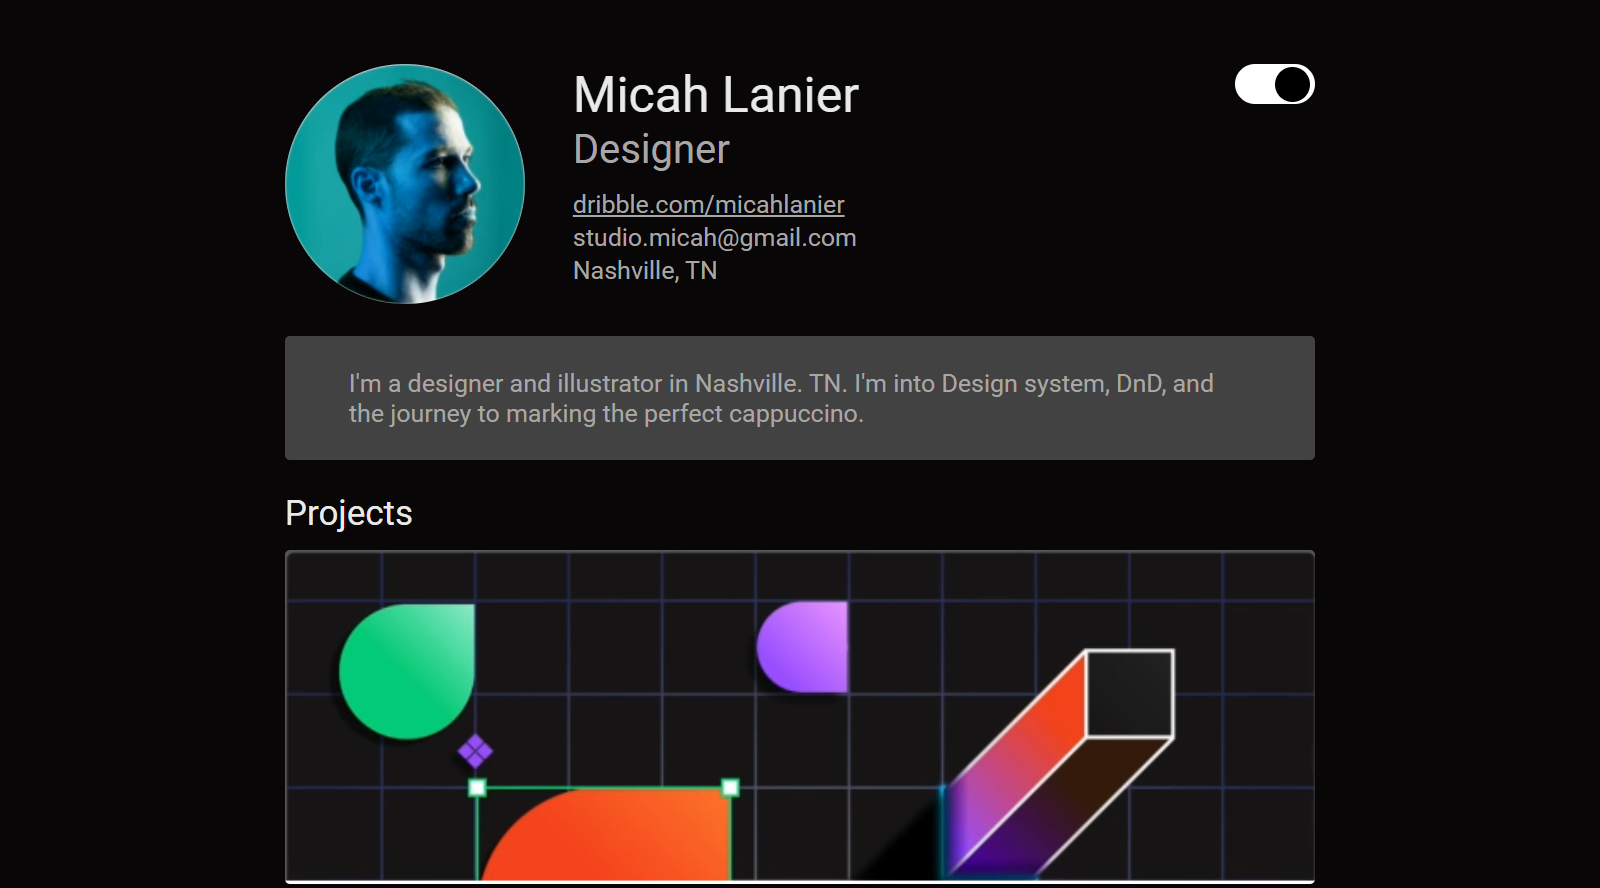 Micah Lanier
Designer
dribble.com/micahlanier
studio.micah@gmail.com
Nashville, TN
I'm a designer and illustrator in Nashville. TN. I'm into Design system, DnD, and
the journey to marking the perfect cappuccino.
Projects